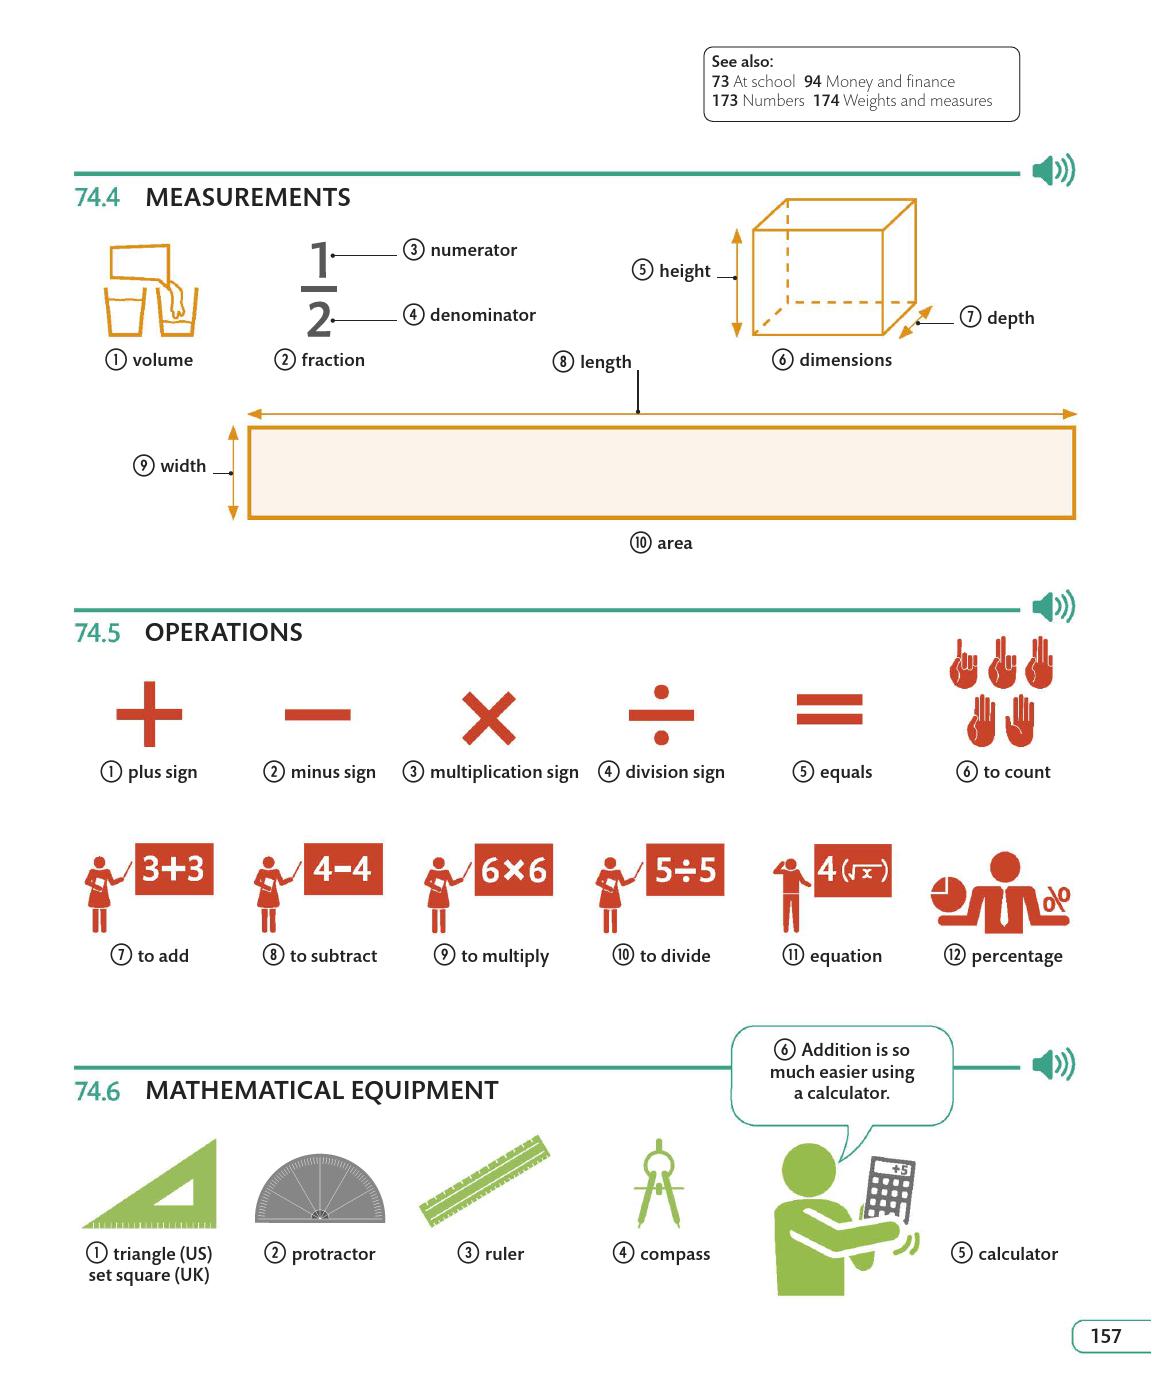 See also:
73 At school 94 Money and finance
173 Numbers 174 Weights and measures
74.4 MEASUREMENTS
1
2
③ numerator
④ denominator
⑤ height
⑦ depth
① volume
② fraction
⑥ dimensions
⑧ length
⑨ width
⑩ area
74.5 OPERATIONS
+ − × ÷ =
① plus sign
② minus sign
③ multiplication sign
④ division sign
⑤ equals
⑥ to count
3+3
4−4
6×6
5÷5
4(√x)
%
⑦ to add
⑧ to subtract
⑨ to multiply
⑩ to divide
⑪ equation
⑫ percentage
⑥ Addition is so
much easier using
a calculator.
74.6 MATHEMATICAL EQUIPMENT
+5
① triangle (US)
set square (UK)
② protractor
③ ruler
④ compass
⑤ calculator
157